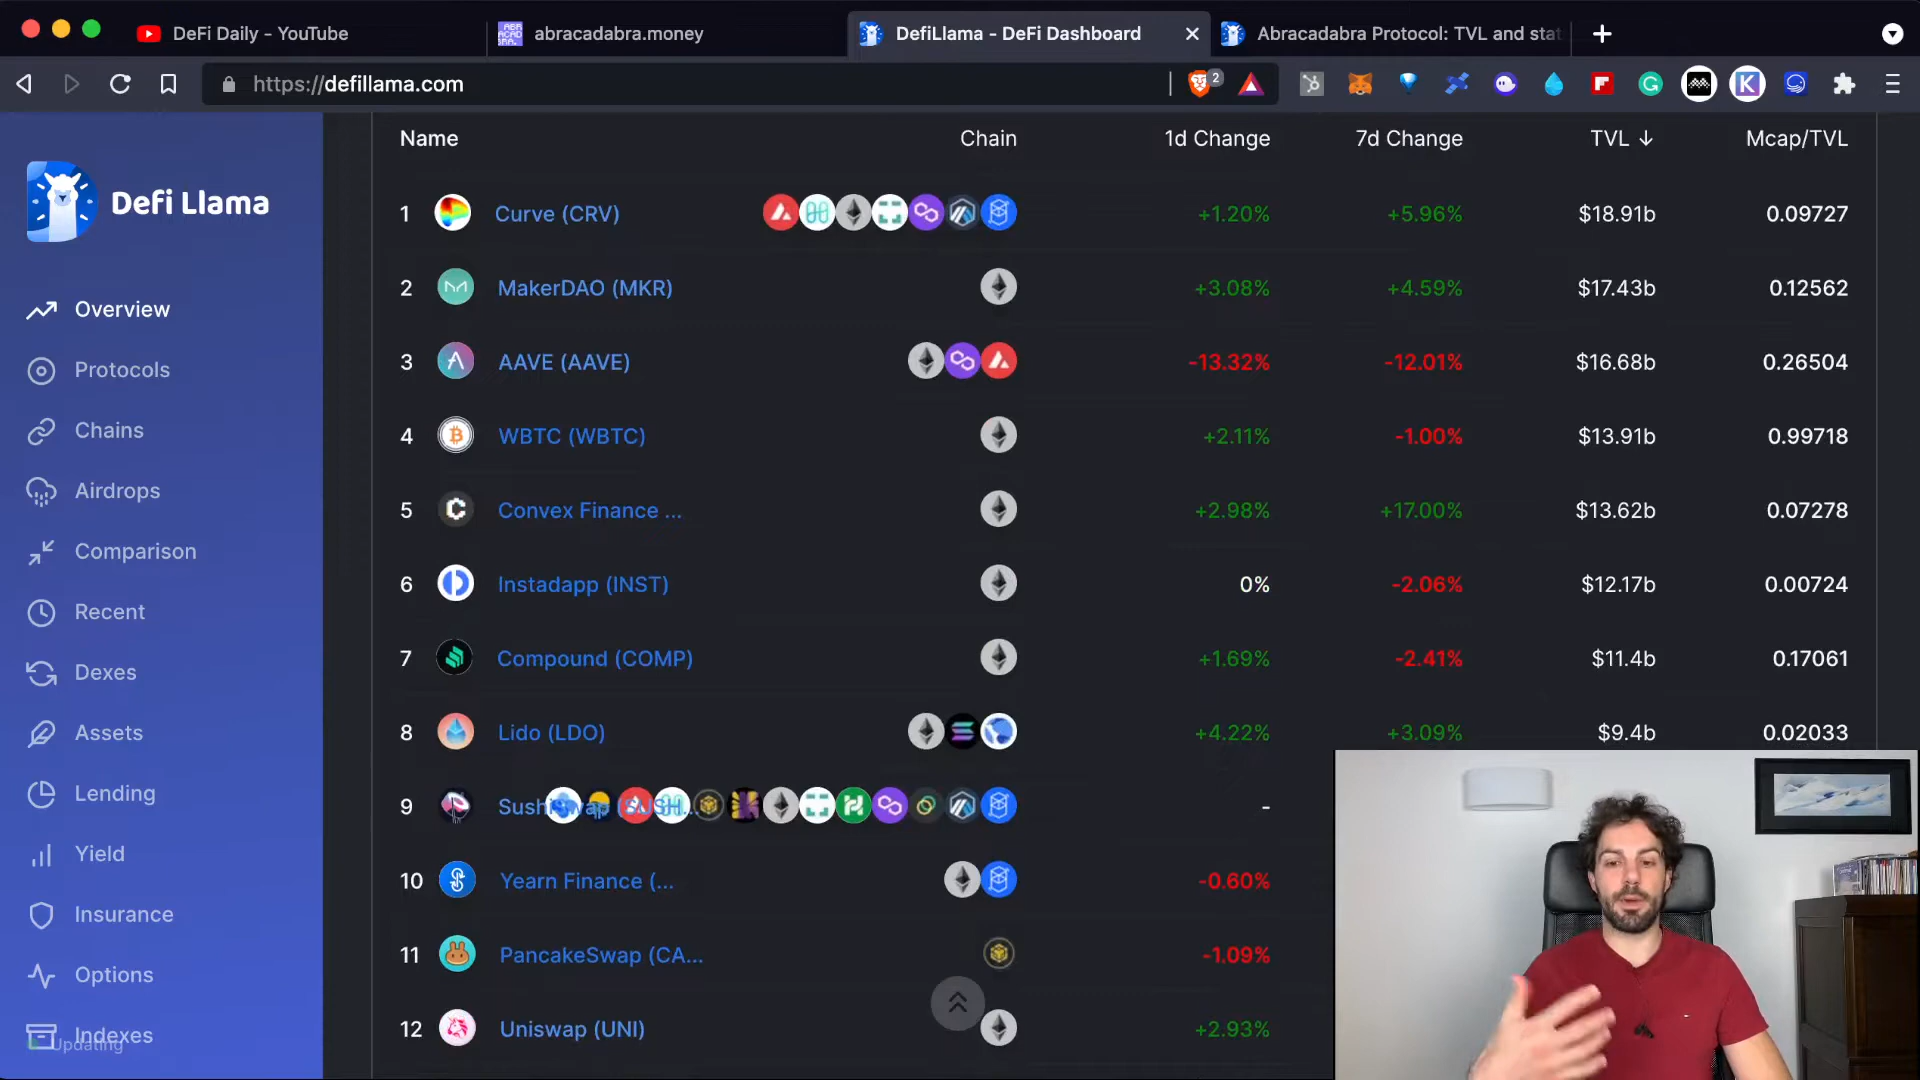 DeFi Daily - YouTube
abracadabra.money
DefiLlama - DeFi Dashboard
Abracadabra Protocol: TVL and stat
https://defillama.com
2
Name Chain 1d Change 7d Change TVL ↓ Mcap/TVL
Defi Llama
Overview
Protocols
Chains
Airdrops
Comparison
Recent
Dexes
Assets
Lending
Yield
Insurance
Options
Indexes
Updating
1 Curve (CRV) +1.20% +5.96% $18.91b 0.09727
2 MakerDAO (MKR) +3.08% +4.59% $17.43b 0.12562
3 AAVE (AAVE) -13.32% -12.01% $16.68b 0.26504
4 WBTC (WBTC) +2.11% -1.00% $13.91b 0.99718
5 Convex Finance ... +2.98% +17.00% $13.62b 0.07278
6 Instadapp (INST) 0% -2.06% $12.17b 0.00724
7 Compound (COMP) +1.69% -2.41% $11.4b 0.17061
8 Lido (LDO) +4.22% +3.09% $9.4b 0.02033
9 SushiSwap (SUSH... -
10 Yearn Finance (... -0.60%
11 PancakeSwap (CA... -1.09%
12 Uniswap (UNI) +2.93%